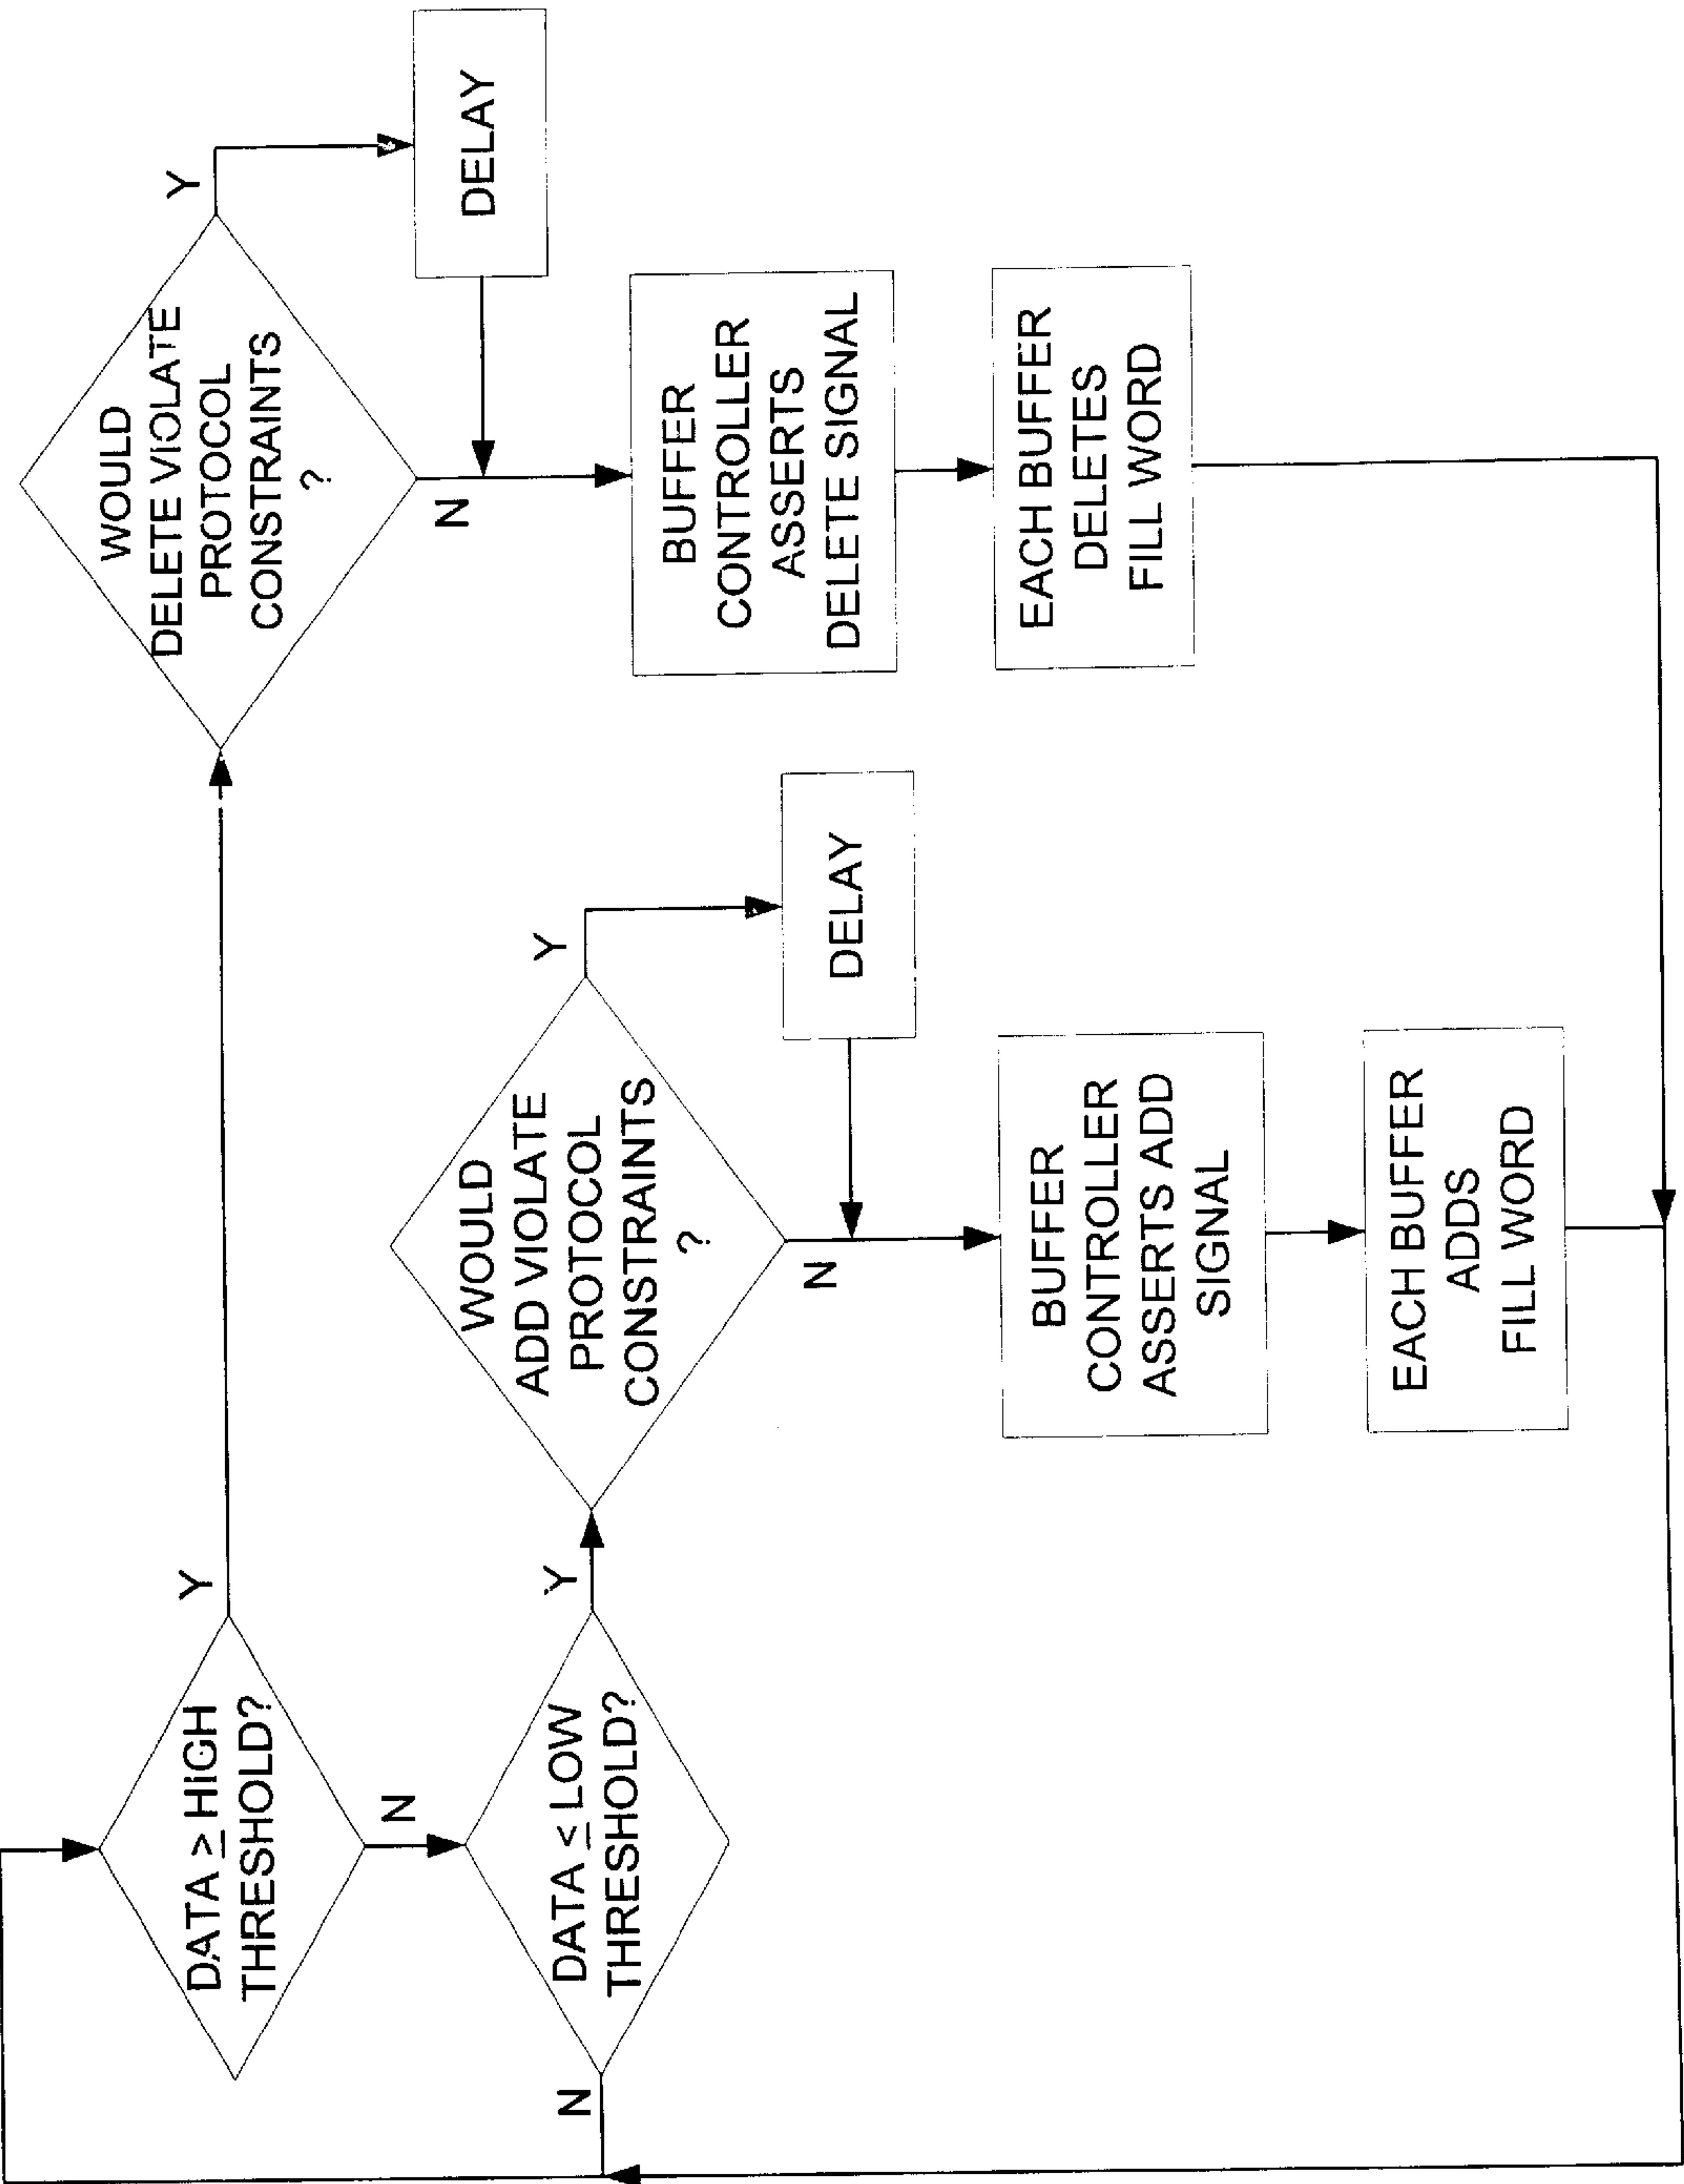 DATA ≥ HIGH
THRESHOLD?
Y
N
DATA ≤ LOW
THRESHOLD?
N
Y
WOULD
ADD VIOLATE
PROTOCOL
CONSTRAINTS
?
Y
DELAY
N
BUFFER
CONTROLLER
ASSERTS ADD
SIGNAL
EACH BUFFER
ADDS
FILL WORD
WOULD
DELETE VIOLATE
PROTOCOL
CONSTRAINTS
?
Y
DELAY
N
BUFFER
CONTROLLER
ASSERTS
DELETE SIGNAL
EACH BUFFER
DELETES
FILL WORD